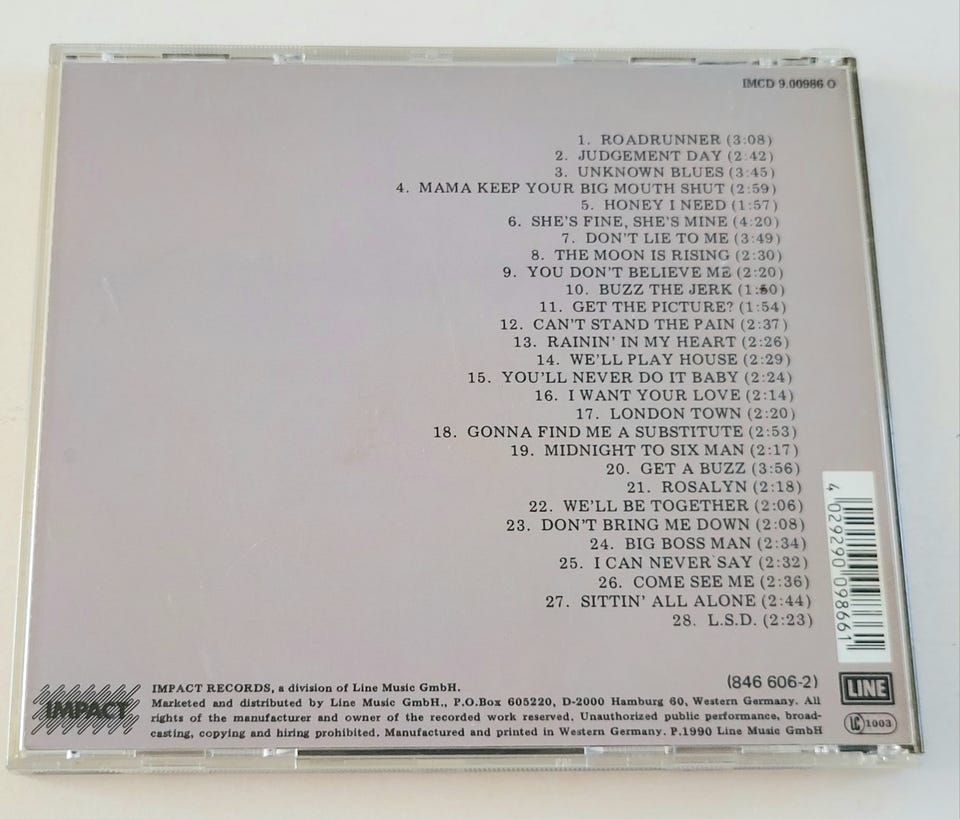 IMCD 9.00986 O
1. ROADRUNNER (3:08)
2. JUDGEMENT DAY (2:42)
3. UNKNOWN BLUES (3:45)
4. MAMA KEEP YOUR BIG MOUTH SHUT (2:59)
5. HONEY I NEED (1:57)
6. SHE'S FINE, SHE'S MINE (4:20)
7. DON'T LIE TO ME (3:49)
8. THE MOON IS RISING (2:30)
9. YOU DON'T BELIEVE ME (2:20)
10. BUZZ THE JERK
11. GET THE PICTURE? (1:54)
12. CAN'T STAND THE PAIN (2:37)
13. RAININ' IN MY HEART (2:26)
14. WE'LL PLAY HOUSE (2:29)
15. YOU'LL NEVER DO IT BABY (2:24)
16. I WANT YOUR LOVE (2:14)
17. LONDON TOWN (2:20)
18. GONNA FIND ME A SUBSTITUTE (2:53)
19. MIDNIGHT TO SIX MAN (2:17)
20. GET A BUZZ (3:56)
21. ROSALYN (2:18)
22. WE'LL BE TOGETHER (2:06)
23. DON'T BRING ME DOWN (2:08)
24. BIG BOSS MAN (2:34)
25. I CAN NEVER SAY (2:32)
26. COME SEE ME (2:36)
27. SITTIN' ALL ALONE (2:44)
28. L.S.D. (2:23)
4 029290 098661
(846 606-2)
LINE
LC 1003
IMPACT
IMPACT RECORDS, a division of Line Music GmbH.
Marketed and distributed by Line Music GmbH., P.O.Box 605220, D-2000 Hamburg 60, Western Germany. All
rights of the manufacturer and owner of the recorded work reserved. Unauthorized public performance, broad-
casting, copying and hiring prohibited. Manufactured and printed in Western Germany. P.1990 Line Music GmbH